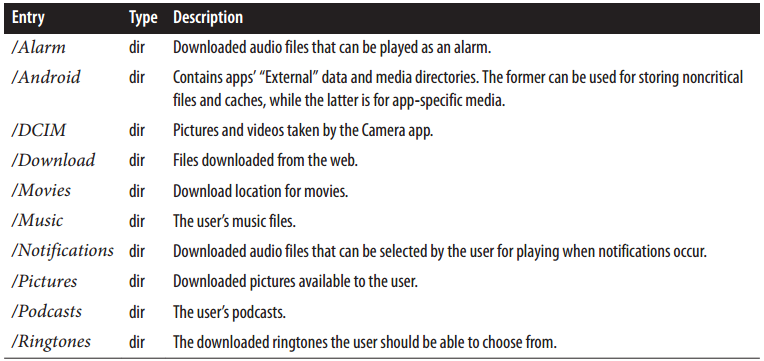 Entry Type Description
/Alarm dir Downloaded audio files that can be played as an alarm.
/Android dir Contains apps’ “External” data and media directories. The former can be used for storing noncritical
files and caches, while the latter is for app-specific media.
/DCIM dir Pictures and videos taken by the Camera app.
/Download dir Files downloaded from the web.
/Movies dir Download location for movies.
/Music dir The user’s music files.
/Notifications dir Downloaded audio files that can be selected by the user for playing when notifications occur.
/Pictures dir Downloaded pictures available to the user.
/Podcasts dir The user’s podcasts.
/Ringtones dir The downloaded ringtones the user should be able to choose from.